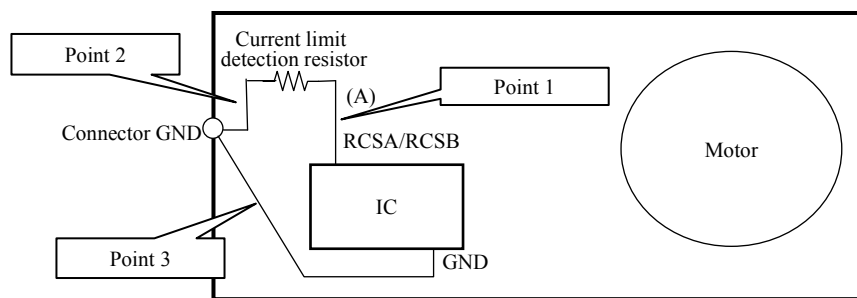 Point 2
Current limit
detection resistor
(A)
Point 1
Connector GND
RCSA/RCSB
Motor
IC
Point 3
GND